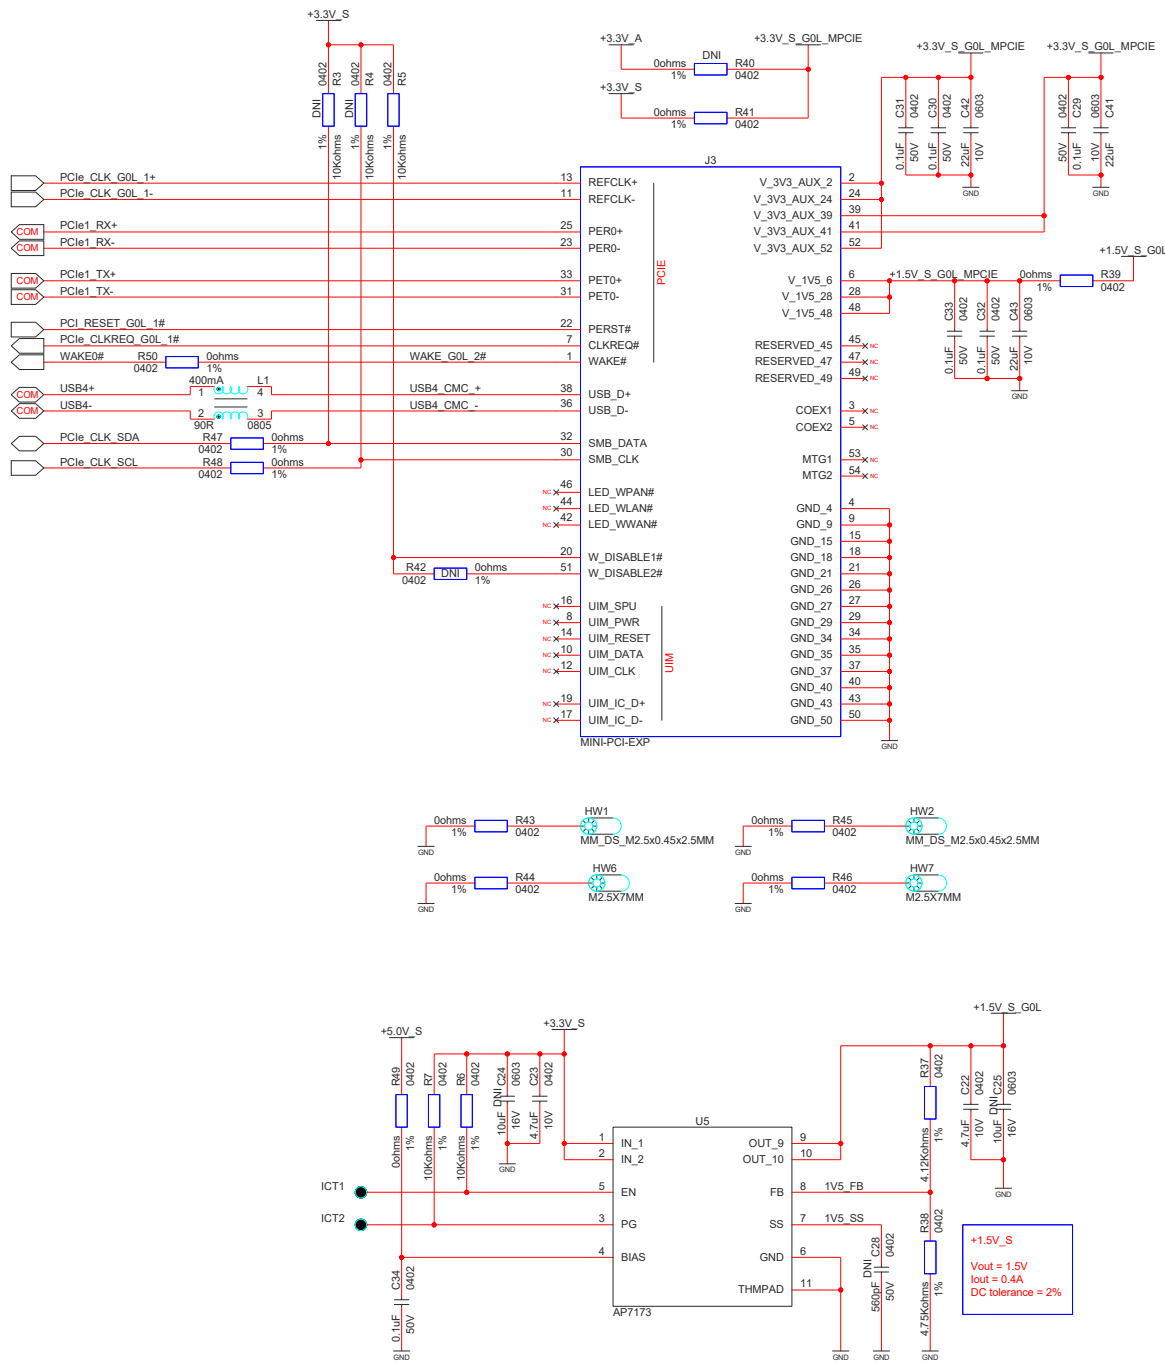 +3.3V_S
0402 R3 DNI 1% 10Kohms
0402 R4 DNI 1% 10Kohms
0402 R5 1% 10Kohms
+3.3V_A DNI +3.3V_S_G0L_MPCIE
0ohms 1% R40 0402
+3.3V_S
0ohms 1% R41 0402
+3.3V_S_G0L_MPCIE +3.3V_S_G0L_MPCIE
C31 0402 0.1uF 50V
C30 0402 0.1uF 50V
C42 0603 22uF 10V
GND
0402 C29 50V 0.1uF
0603 C41 10V 22uF
GND
J3
PCIe_CLK_G0L_1+ 13 REFCLK+
PCIe_CLK_G0L_1- 11 REFCLK-
COM PCIe1_RX+ 25 PER0+
COM PCIe1_RX- 23 PER0-
COM PCIe1_TX+ 33 PET0+
COM PCIe1_TX- 31 PET0-
PCIE
PCI_RESET_G0L_1# 22 PERST#
PCIe_CLKREQ_G0L_1# 7 CLKREQ#
WAKE0# R50 0402 0ohms 1% WAKE_G0L_2# 1 WAKE#
400mA L1
COM USB4+ 1 4 USB4_CMC_+ 38 USB_D+
COM USB4- 2 3 USB4_CMC_- 36 USB_D-
90R 0805
PCIe_CLK_SDA R47 0402 0ohms 1% 32 SMB_DATA
PCIe_CLK_SCL R48 0402 0ohms 1% 30 SMB_CLK
NC 46 LED_WPAN#
NC 44 LED_WLAN#
NC 42 LED_WWAN#
20 W_DISABLE1#
R42 0402 DNI 0ohms 1% 51 W_DISABLE2#
NC 16 UIM_SPU
NC 8 UIM_PWR
NC 14 UIM_RESET
NC 10 UIM_DATA
NC 12 UIM_CLK
NC 19 UIM_IC_D+
NC 17 UIM_IC_D-
UIM
MINI-PCI-EXP
V_3V3_AUX_2 2
V_3V3_AUX_24 24
V_3V3_AUX_39 39
V_3V3_AUX_41 41
V_3V3_AUX_52 52
V_1V5_6 6 +1.5V_S_G0L_MPCIE 0ohms 1% R39 0402 +1.5V_S_G0L
V_1V5_28 28
V_1V5_48 48
C33 0402 0.1uF 50V
C32 0402 0.1uF 50V
C43 0603 22uF 10V
GND
RESERVED_45 45 NC
RESERVED_47 47 NC
RESERVED_49 49 NC
COEX1 3 NC
COEX2 5 NC
MTG1 53 NC
MTG2 54 NC
GND_4 4
GND_9 9
GND_15 15
GND_18 18
GND_21 21
GND_26 26
GND_27 27
GND_29 29
GND_34 34
GND_35 35
GND_37 37
GND_40 40
GND_43 43
GND_50 50
GND
0ohms 1% R43 0402 HW1 MM_DS_M2.5x0.45x2.5MM
GND
0ohms 1% R45 0402 HW2 MM_DS_M2.5x0.45x2.5MM
GND
0ohms 1% R44 0402 HW6 M2.5X7MM
GND
0ohms 1% R46 0402 HW7 M2.5X7MM
GND
+5.0V_S +3.3V_S +1.5V_S_G0L
R49 0402 0ohms 1%
R7 0402 10Kohms 1%
R6 0402 10Kohms 1%
C24 0603 DNI 10uF 16V
C23 0402 4.7uF 10V
GND
ICT1
ICT2
C34 0402 0.1uF 50V
GND
U5
1 IN_1
2 IN_2
5 EN
3 PG
4 BIAS
OUT_9 9
OUT_10 10
FB 8 1V5_FB
SS 7 1V5_SS
GND 6
THMPAD 11
AP7173
GND
C28 0402 DNI 560pF 50V
GND
R37 0402 4.12Kohms 1%
R38 0402 4.75Kohms 1%
GND
C22 0402 4.7uF 10V
C25 0603 DNI 10uF 16V
GND
+1.5V_S
Vout = 1.5V
Iout = 0.4A
DC tolerance = 2%